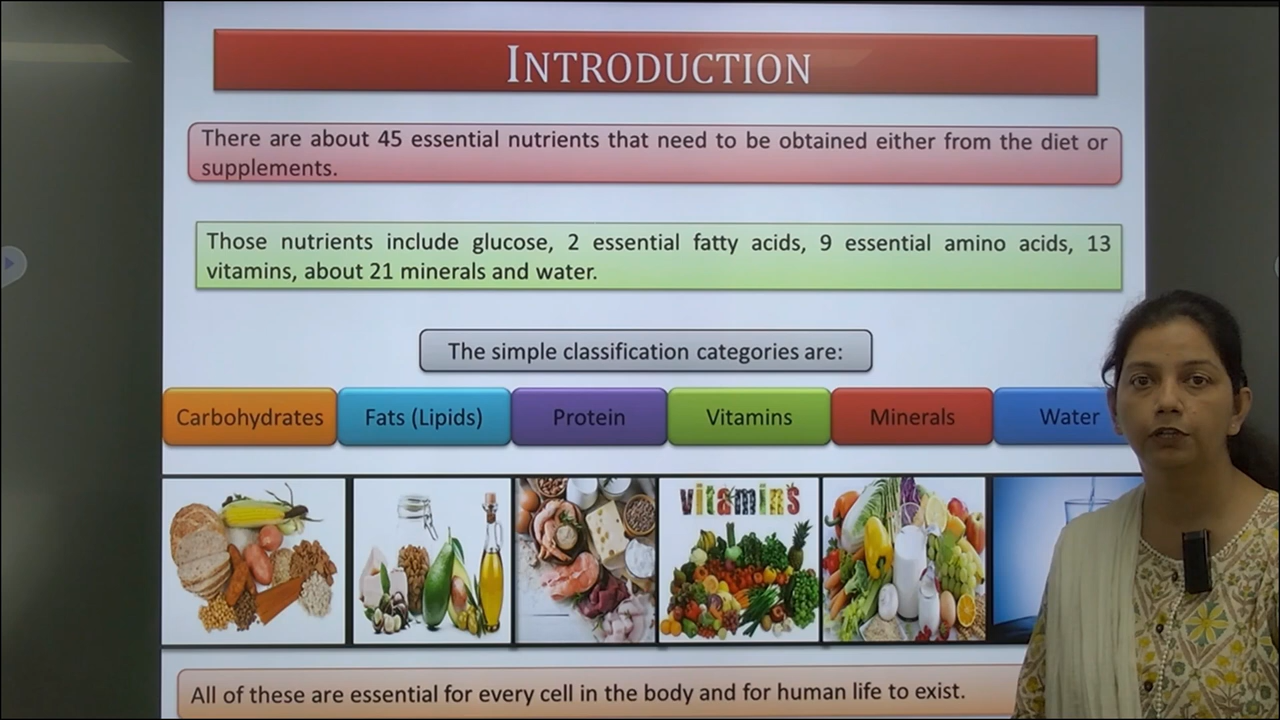 INTRODUCTION
There are about 45 essential nutrients that need to be obtained either from the diet or
supplements.
Those nutrients include glucose, 2 essential fatty acids, 9 essential amino acids, 13
vitamins, about 21 minerals and water.
The simple classification categories are:
Carbohydrates
Fats (Lipids)
Protein
Vitamins
Minerals
Water
vitamins
All of these are essential for every cell in the body and for human life to exist.